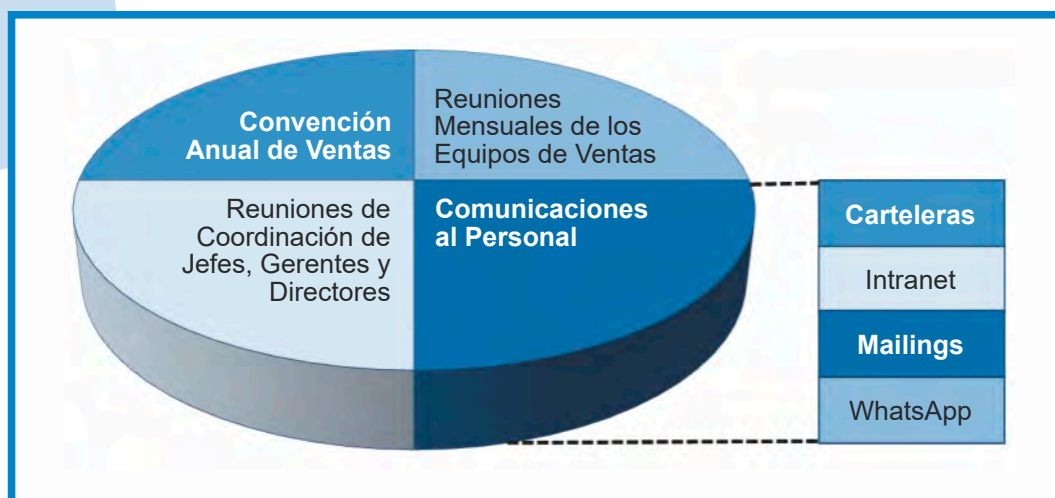 Convención
Anual de Ventas
Reuniones
Mensuales de los
Equipos de Ventas
Reuniones de
Coordinación de
Jefes, Gerentes y
Directores
Comunicaciones
al Personal
Carteleras
Intranet
Mailings
WhatsApp